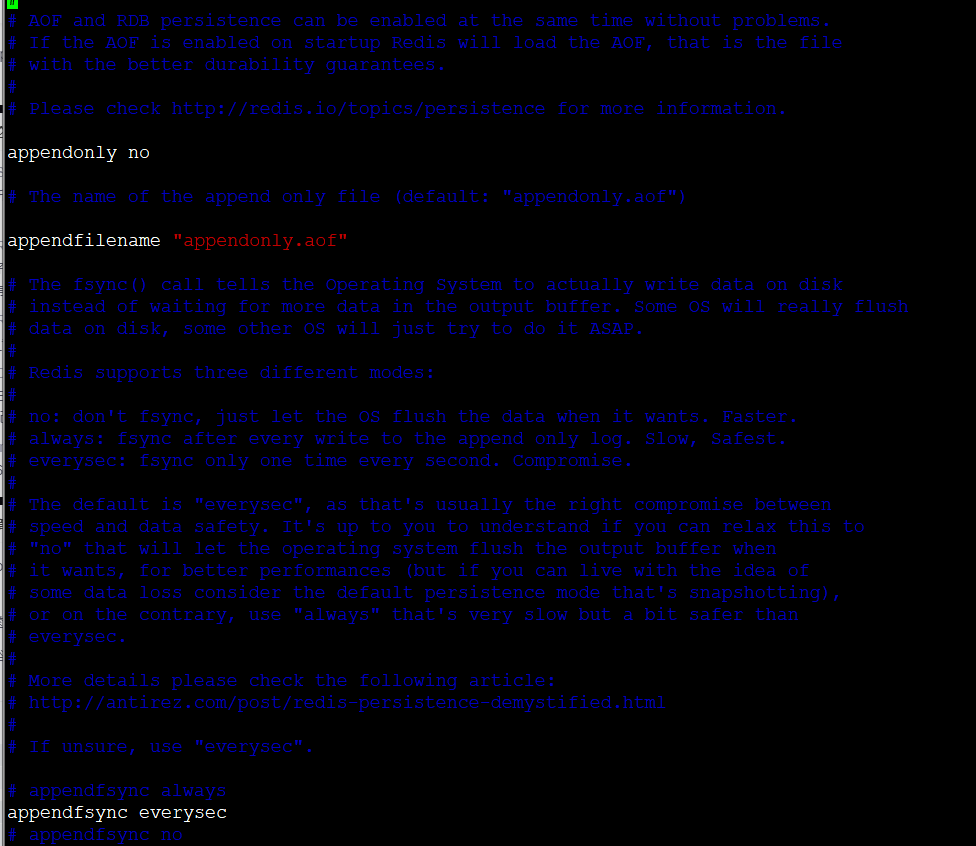 #
# AOF and RDB persistence can be enabled at the same time without problems.
# If the AOF is enabled on startup Redis will load the AOF, that is the file
# with the better durability guarantees.
#
# Please check http://redis.io/topics/persistence for more information.
appendonly no
# The name of the append only file (default: "appendonly.aof")
appendfilename "appendonly.aof"
# The fsync() call tells the Operating System to actually write data on disk
# instead of waiting for more data in the output buffer. Some OS will really flush
# data on disk, some other OS will just try to do it ASAP.
#
# Redis supports three different modes:
#
# no: don't fsync, just let the OS flush the data when it wants. Faster.
# always: fsync after every write to the append only log. Slow, Safest.
# everysec: fsync only one time every second. Compromise.
#
# The default is "everysec", as that's usually the right compromise between
# speed and data safety. It's up to you to understand if you can relax this to
# "no" that will let the operating system flush the output buffer when
# it wants, for better performances (but if you can live with the idea of
# some data loss consider the default persistence mode that's snapshotting),
# or on the contrary, use "always" that's very slow but a bit safer than
# everysec.
#
# More details please check the following article:
# http://antirez.com/post/redis-persistence-demystified.html
#
# If unsure, use "everysec".
# appendfsync always
appendfsync everysec
# appendfsync no